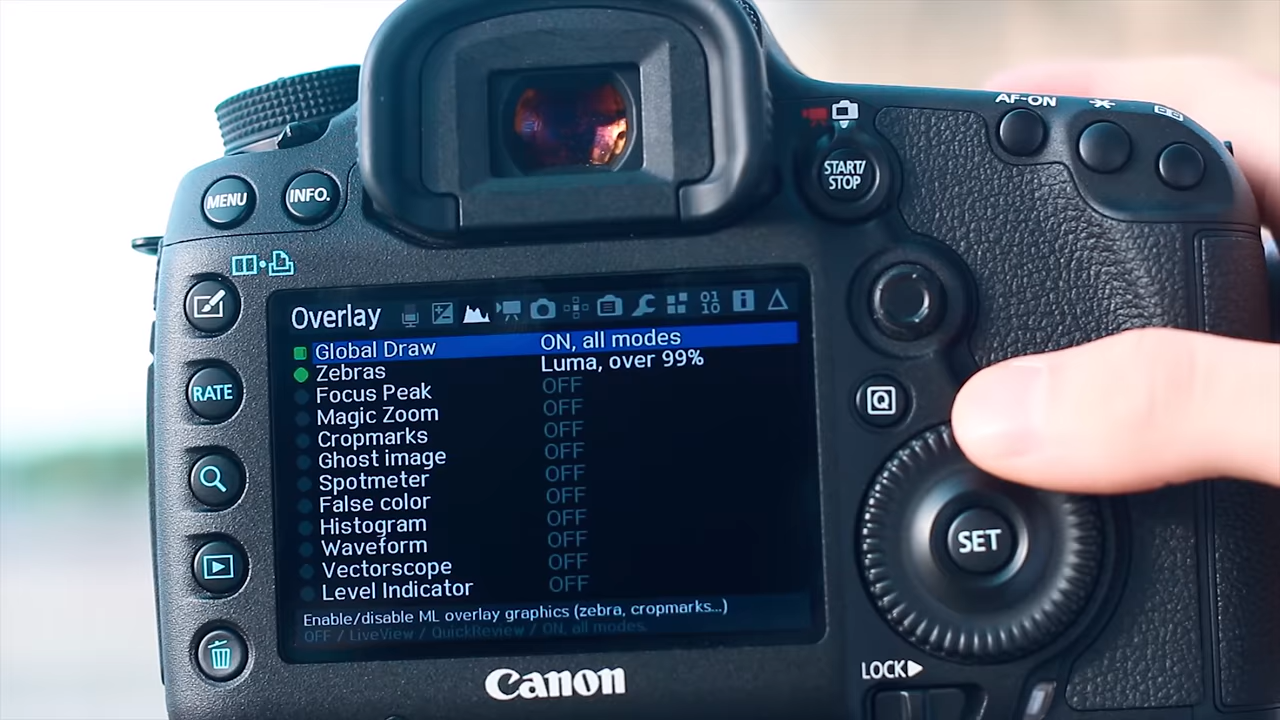 AF-ON
START/
STOP
MENU
INFO.
RATE
Q
SET
LOCK
Overlay
01
10
Global Draw ON, all modes
Zebras Luma, over 99%
Focus Peak OFF
Magic Zoom OFF
Cropmarks OFF
Ghost image OFF
Spotmeter OFF
False color OFF
Histogram OFF
Waveform OFF
Vectorscope OFF
Level Indicator OFF
Enable/disable ML overlay graphics (zebra, cropmarks...)
OFF / LiveView / QuickReview / ON, all modes.
Canon